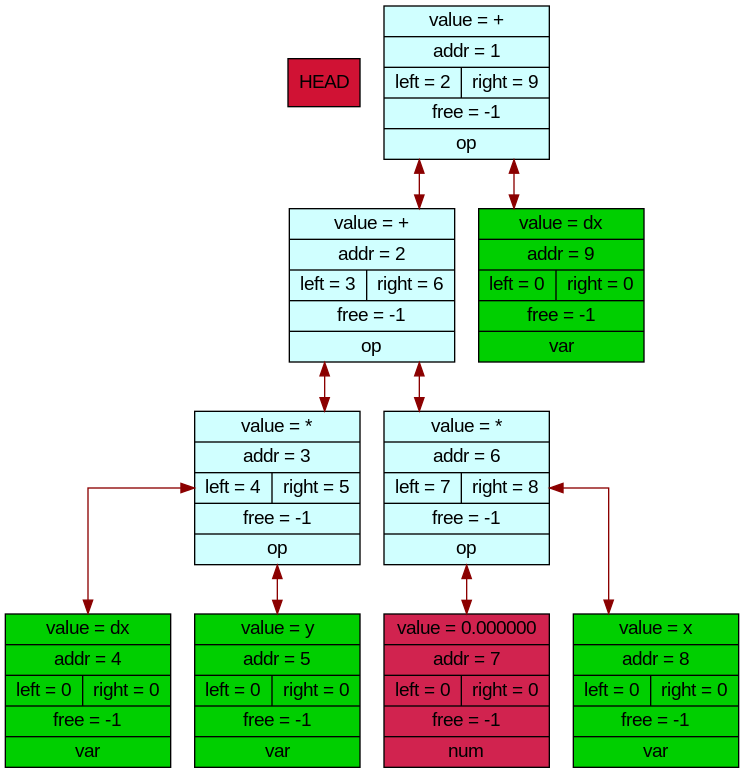 value = +
addr = 1
left = 2 right = 9
free = -1
op
HEAD
value = +
addr = 2
left = 3 right = 6
free = -1
op
value = dx
addr = 9
left = 0 right = 0
free = -1
var
value = *
addr = 3
left = 4 right = 5
free = -1
op
value = *
addr = 6
left = 7 right = 8
free = -1
op
value = dx
addr = 4
left = 0 right = 0
free = -1
var
value = y
addr = 5
left = 0 right = 0
free = -1
var
value = 0.000000
addr = 7
left = 0 right = 0
free = -1
num
value = x
addr = 8
left = 0 right = 0
free = -1
var